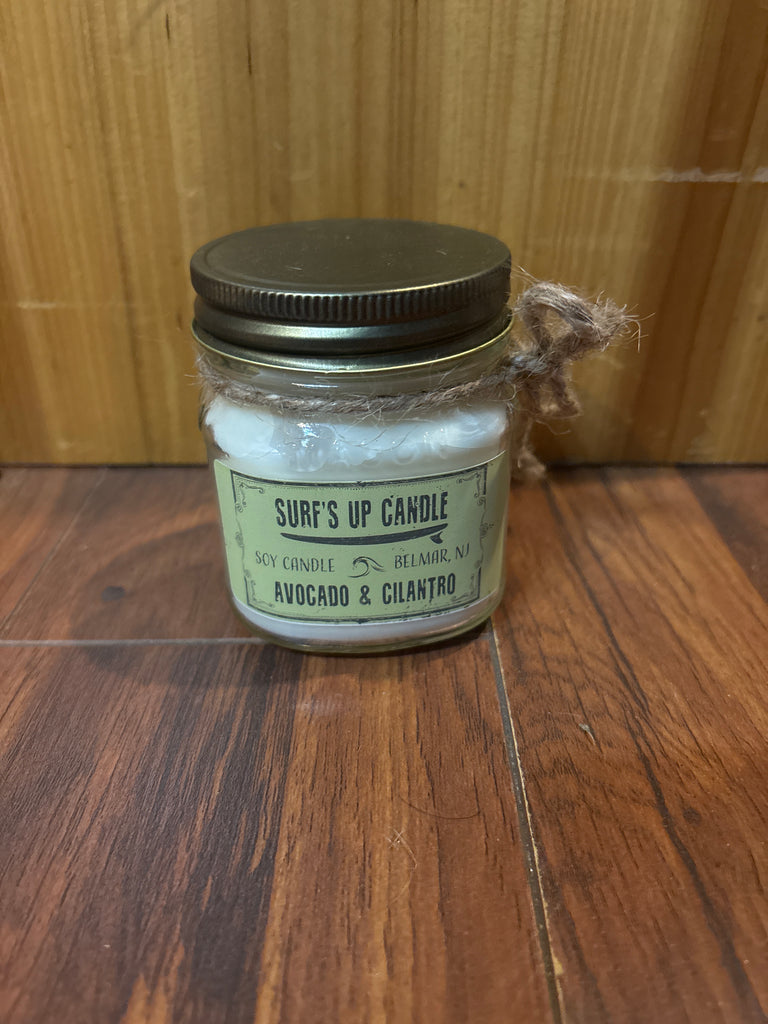 SURF'S UP CANDLE
SOY CANDLE BELMAR, NJ
AVOCADO & CILANTRO